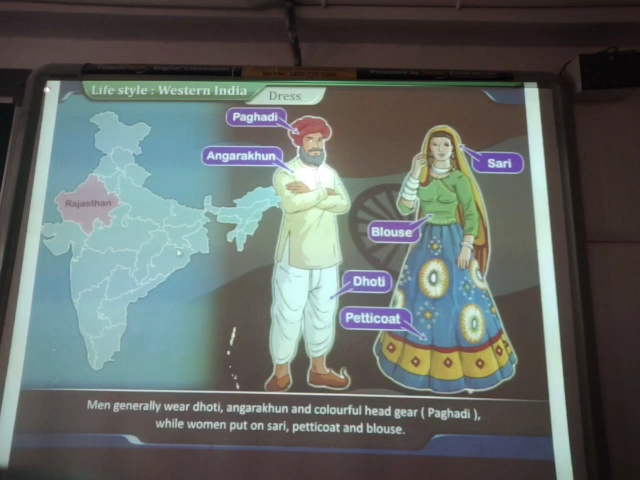 Life style : Western India
Dress
Paghadi
Angarakhun
Sari
Rajasthan
Blouse
Dhoti
Petticoat
Men generally wear dhoti, angarakhun and colourful head gear ( Paghadi ),
while women put on sari, petticoat and blouse.